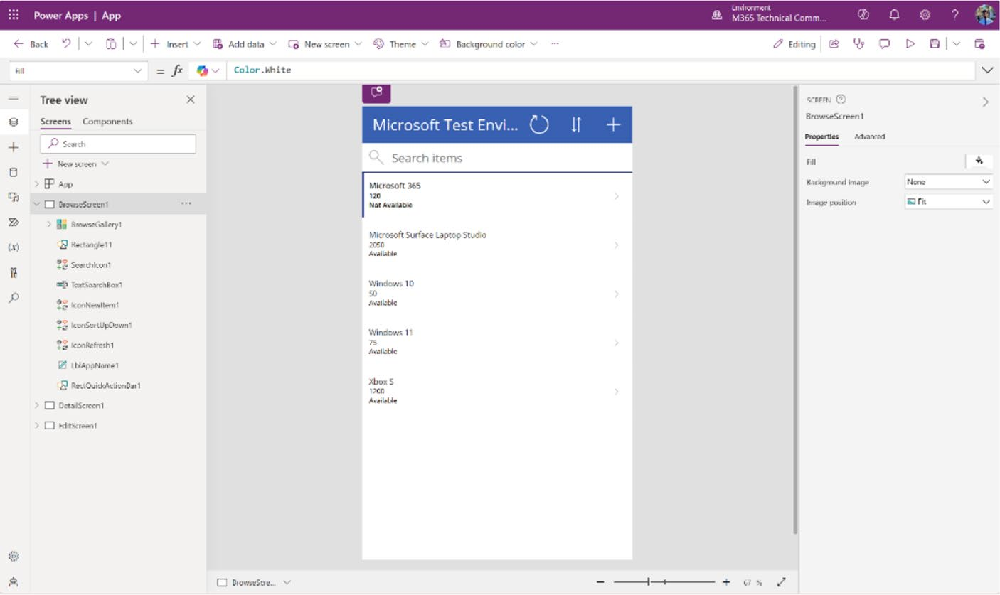 Power Apps | App
Environment
M365 Technical Comm...
Back
Insert
Add data
New screen
Theme
Background color
...
Editing
Fill
= fx
Color.White
Tree view
Screens
Components
Search
New screen
App
BrowseScreen1
...
BrowseGallery1
Rectangle11
SearchIcon1
TextSearchBox1
IconNewItem1
IconSortUpDown1
IconRefresh1
LblAppName1
RectQuickActionBar1
DetailScreen1
EditScreen1
Microsoft Test Envi...
Search items
Microsoft 365
120
Not Available
Microsoft Surface Laptop Studio
2050
Available
Windows 10
50
Available
Windows 11
75
Available
Xbox S
1200
Available
SCREEN
BrowseScreen1
Properties
Advanced
Fill
Background image
None
Image position
Fit
BrowseScre...
67 %